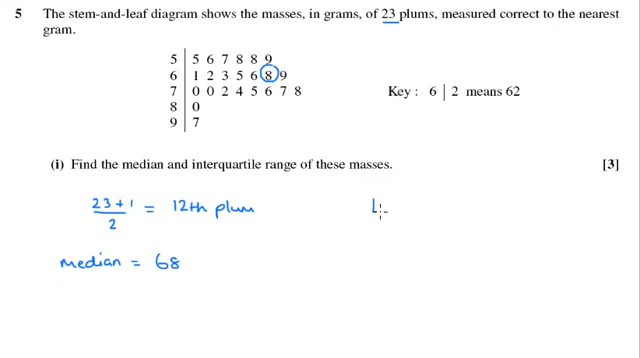 5 The stem-and-leaf diagram shows the masses, in grams, of 23 plums, measured correct to the nearest
gram.
5 | 5 6 7 8 8 9
6 | 1 2 3 5 6 8 9
7 | 0 0 2 4 5 6 7 8
8 | 0
9 | 7
Key : 6 | 2 means 62
(i) Find the median and interquartile range of these masses. [3]
23 + 1 / 2 = 12th plum
L
median = 68